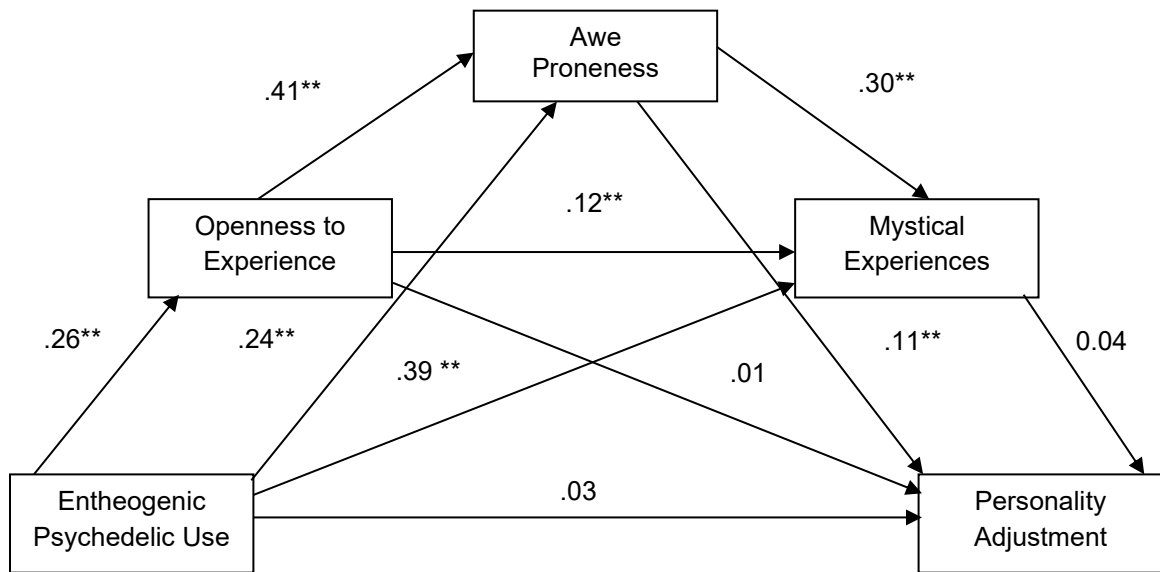 Awe
Proneness
.41**
.30**
Openness to
Experience
.12**
Mystical
Experiences
.26**
.24**
.39 **
.01
.11**
0.04
Entheogenic
Psychedelic Use
.03
Personality
Adjustment